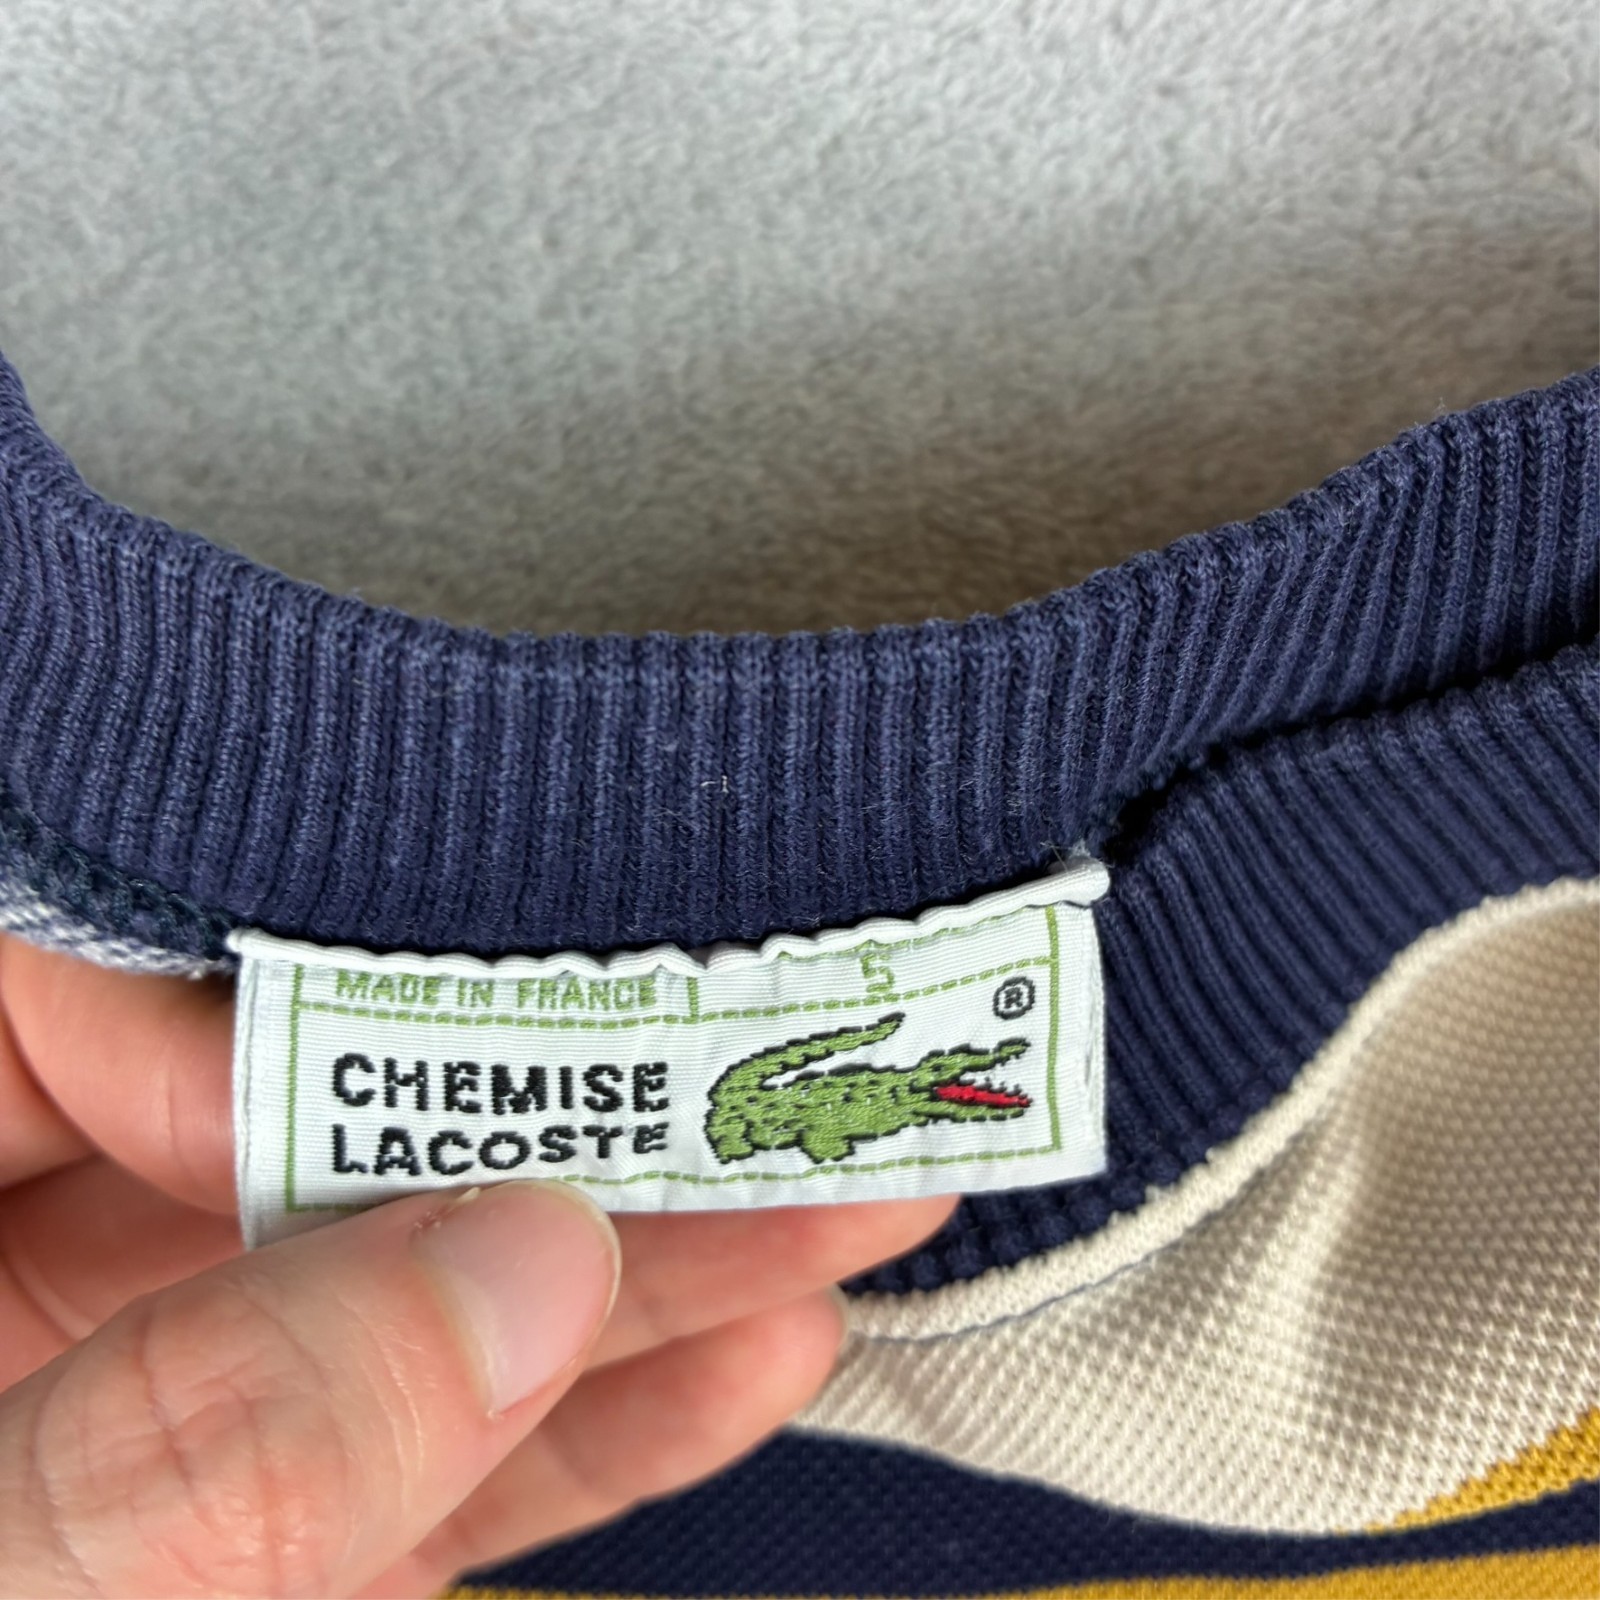 MADE IN FRANCE 5
®
CHEMISE
LACOSTE